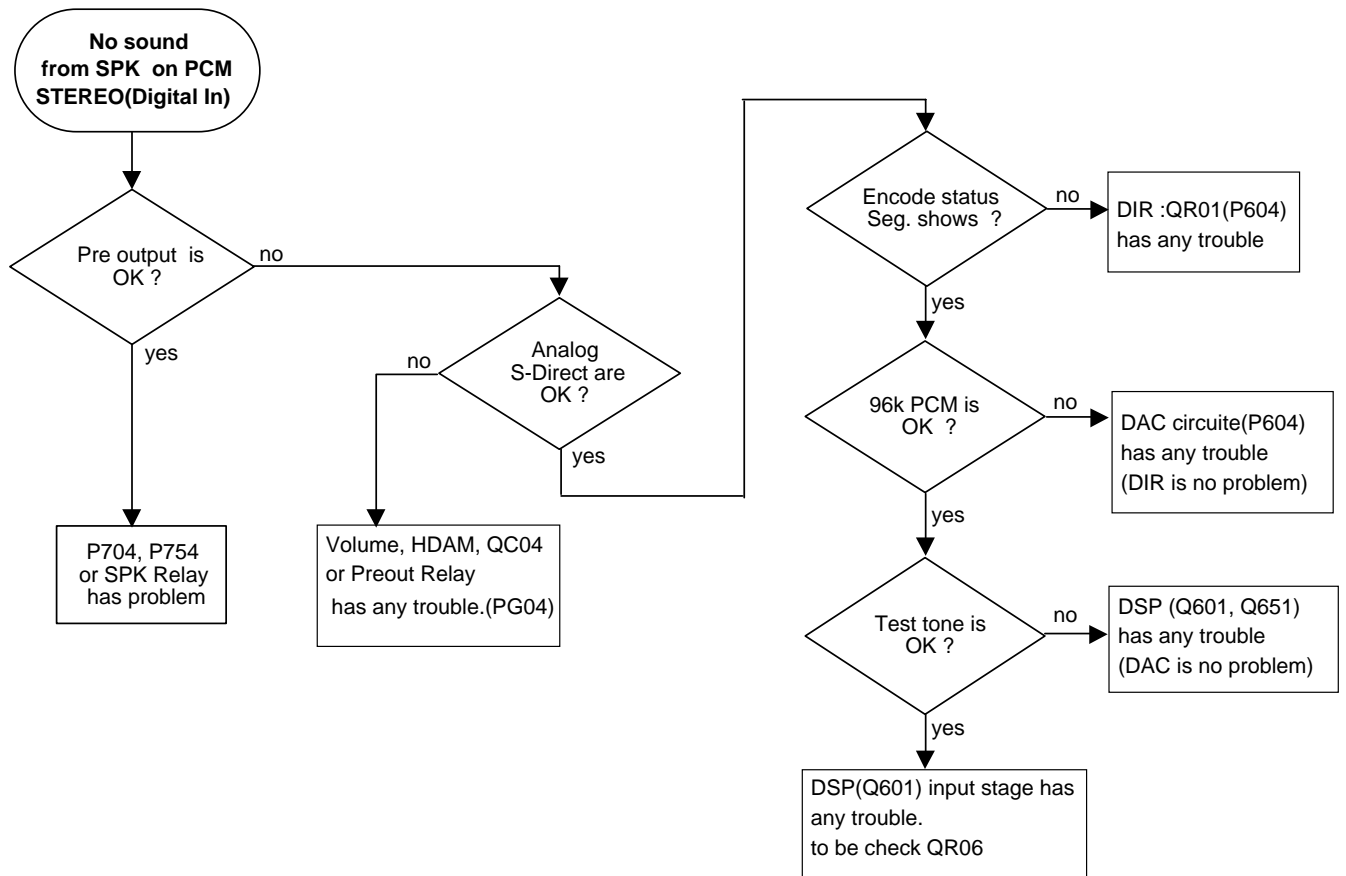 No sound
from SPK on PCM
STEREO(Digital In)
Pre output is
OK ?
no
yes
P704, P754
or SPK Relay
has problem
Analog
S-Direct are
OK ?
no
yes
Volume, HDAM, QC04
or Preout Relay
has any trouble.(PG04)
Encode status
Seg. shows ?
no
DIR :QR01(P604)
has any trouble
yes
96k PCM is
OK ?
no
DAC circuite(P604)
has any trouble
(DIR is no problem)
yes
Test tone is
OK ?
no
DSP (Q601, Q651)
has any trouble
(DAC is no problem)
yes
DSP(Q601) input stage has
any trouble.
to be check QR06